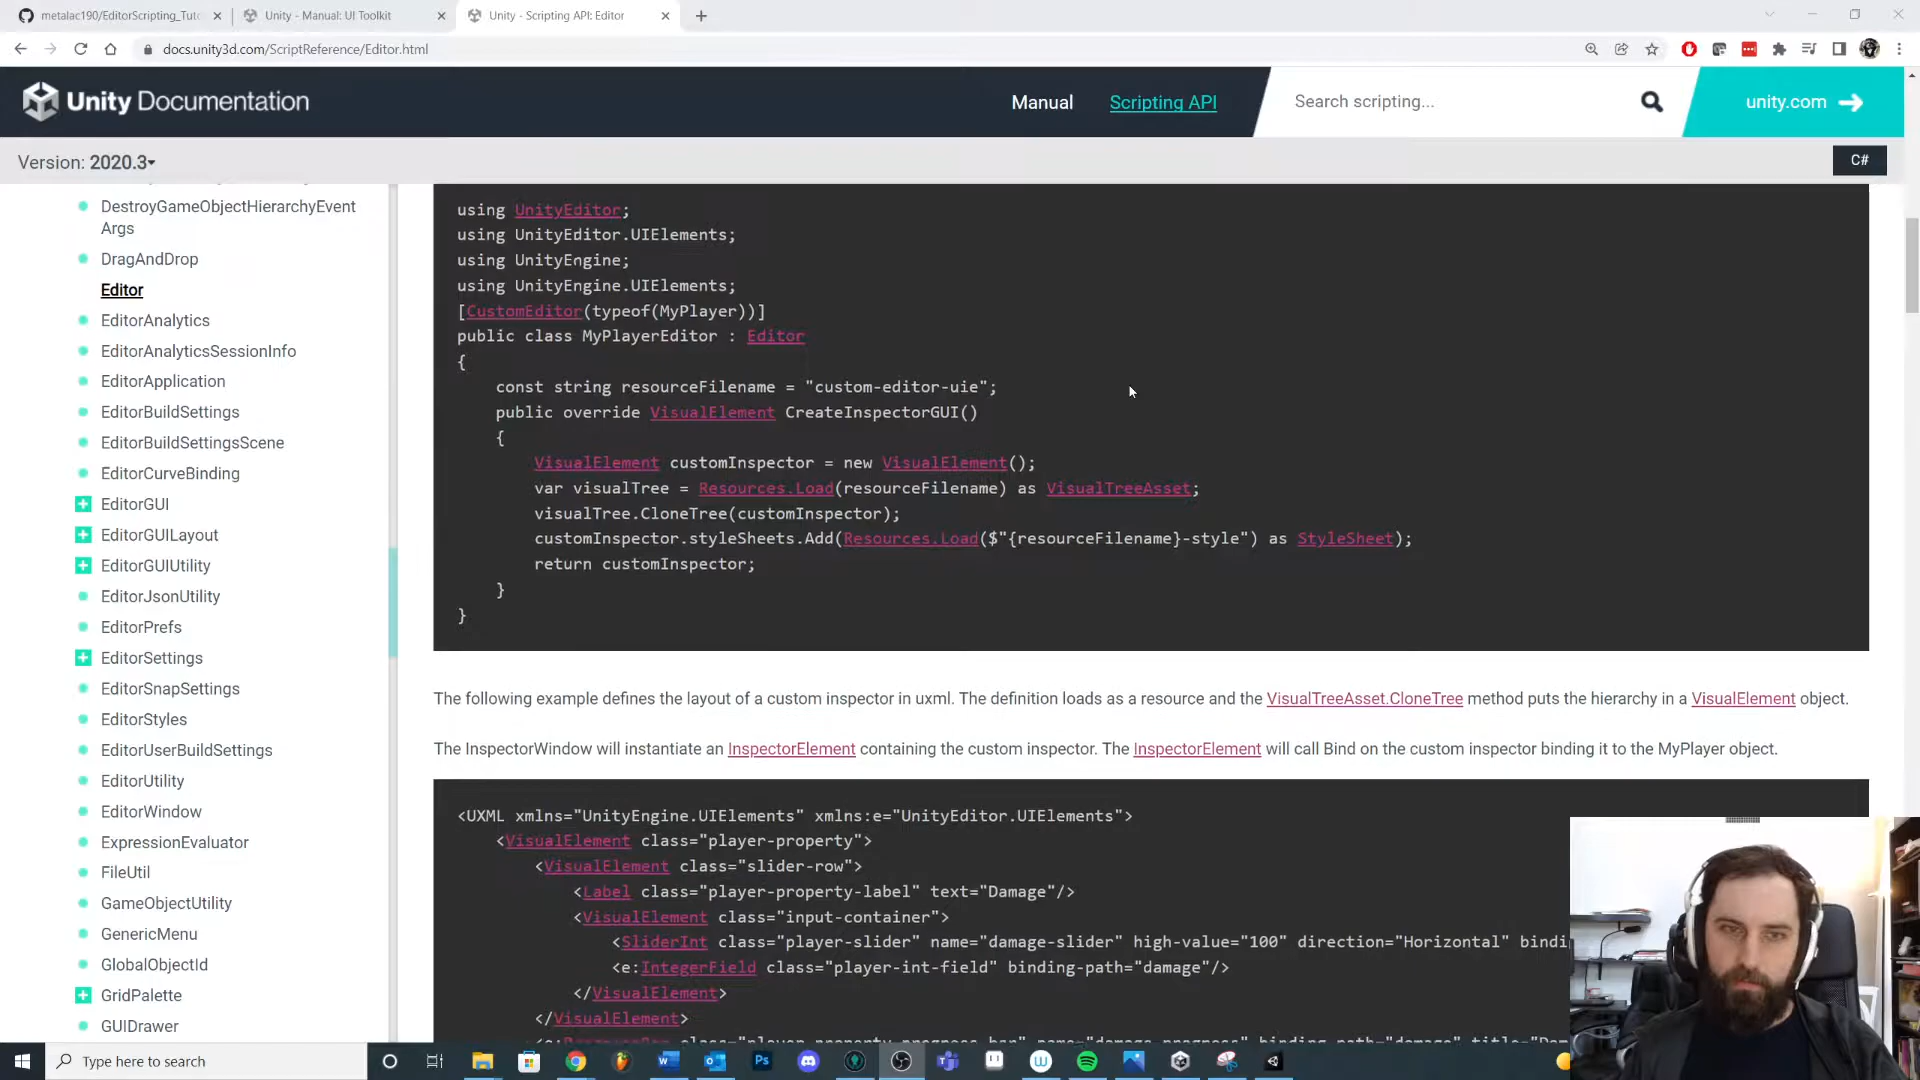 metalac190/EditorScripting_Tuto
Unity - Manual: UI Toolkit
Unity - Scripting API: Editor
docs.unity3d.com/ScriptReference/Editor.html
Unity Documentation
Manual
Scripting API
Search scripting...
unity.com
Version: 2020.3
C#
DestroyGameObjectHierarchyEvent
Args
DragAndDrop
Editor
EditorAnalytics
EditorAnalyticsSessionInfo
EditorApplication
EditorBuildSettings
EditorBuildSettingsScene
EditorCurveBinding
EditorGUI
EditorGUILayout
EditorGUIUtility
EditorJsonUtility
EditorPrefs
EditorSettings
EditorSnapSettings
EditorStyles
EditorUserBuildSettings
EditorUtility
EditorWindow
ExpressionEvaluator
FileUtil
GameObjectUtility
GenericMenu
GlobalObjectId
GridPalette
GUIDrawer
using UnityEditor;
using UnityEditor.UIElements;
using UnityEngine;
using UnityEngine.UIElements;
[CustomEditor(typeof(MyPlayer))]
public class MyPlayerEditor : Editor
{
const string resourceFilename = "custom-editor-uie";
public override VisualElement CreateInspectorGUI()
{
VisualElement customInspector = new VisualElement();
var visualTree = Resources.Load(resourceFilename) as VisualTreeAsset;
visualTree.CloneTree(customInspector);
customInspector.styleSheets.Add(Resources.Load($"{resourceFilename}-style") as StyleSheet);
return customInspector;
}
}
The following example defines the layout of a custom inspector in uxml. The definition loads as a resource and the VisualTreeAsset.CloneTree method puts the hierarchy in a VisualElement object.
The InspectorWindow will instantiate an InspectorElement containing the custom inspector. The InspectorElement will call Bind on the custom inspector binding it to the MyPlayer object.
<UXML xmlns="UnityEngine.UIElements" xmlns:e="UnityEditor.UIElements">
<VisualElement class="player-property">
<VisualElement class="slider-row">
<Label class="player-property-label" text="Damage"/>
<VisualElement class="input-container">
<SliderInt class="player-slider" name="damage-slider" high-value="100" direction="Horizontal" bindi
<e:IntegerField class="player-int-field" binding-path="damage"/>
</VisualElement>
</VisualElement>
Type here to search